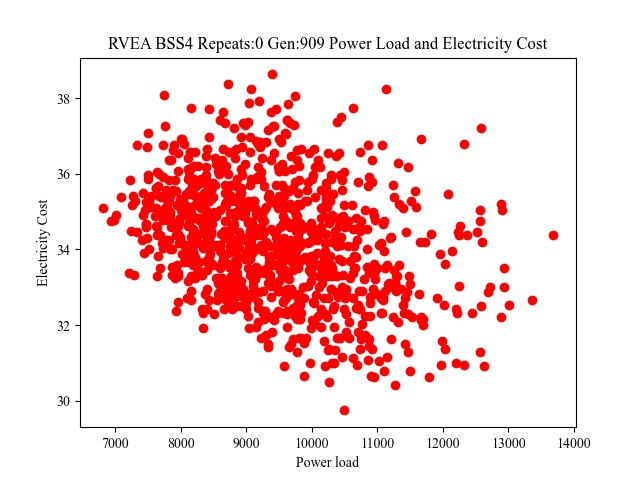 RVEA BSS4 Repeats:0 Gen:909 Power Load and Electricity Cost
38
36
34
32
30
Electricity Cost
7000 8000 9000 10000 11000 12000 13000 14000
Power load